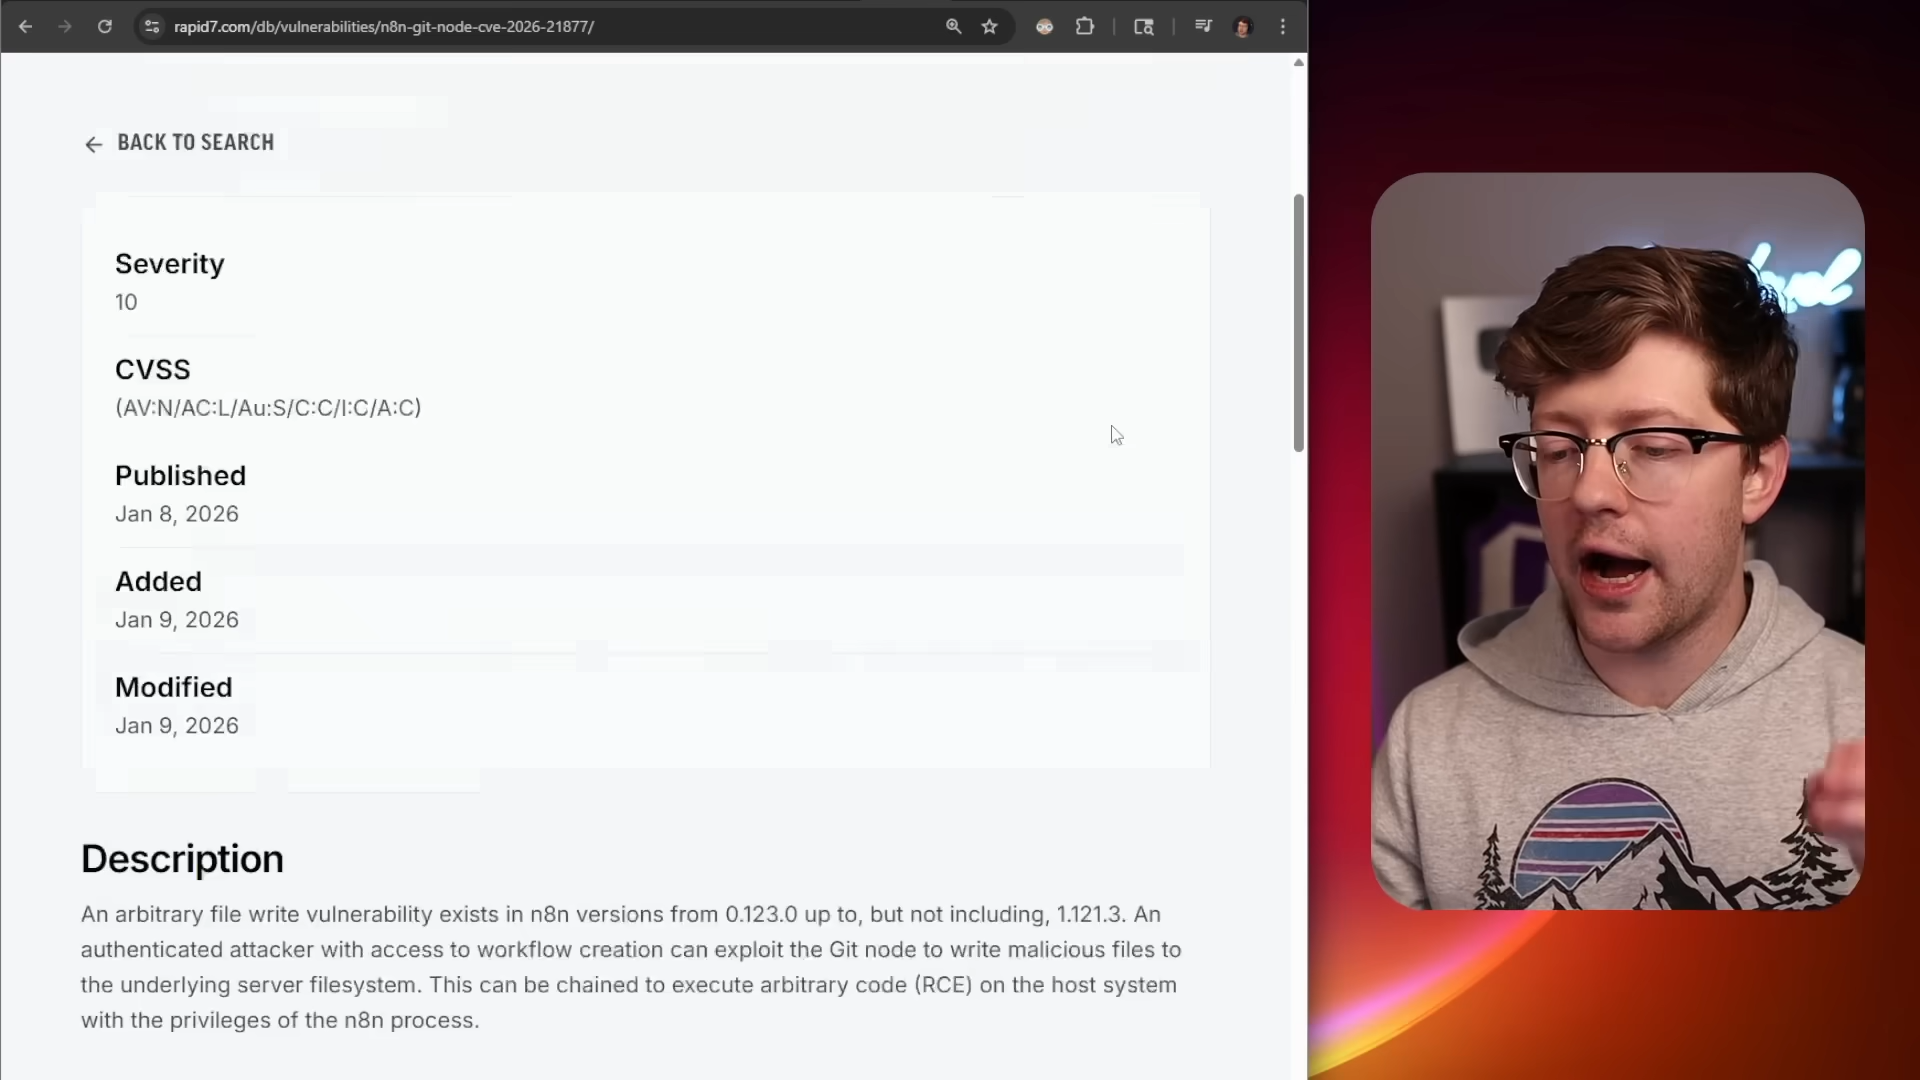 rapid7.com/db/vulnerabilities/n8n-git-node-cve-2026-21877/
BACK TO SEARCH
Severity
10
CVSS
(AV:N/AC:L/Au:S/C:C/I:C/A:C)
Published
Jan 8, 2026
Added
Jan 9, 2026
Modified
Jan 9, 2026
Description
An arbitrary file write vulnerability exists in n8n versions from 0.123.0 up to, but not including, 1.121.3. An
authenticated attacker with access to workflow creation can exploit the Git node to write malicious files to
the underlying server filesystem. This can be chained to execute arbitrary code (RCE) on the host system
with the privileges of the n8n process.